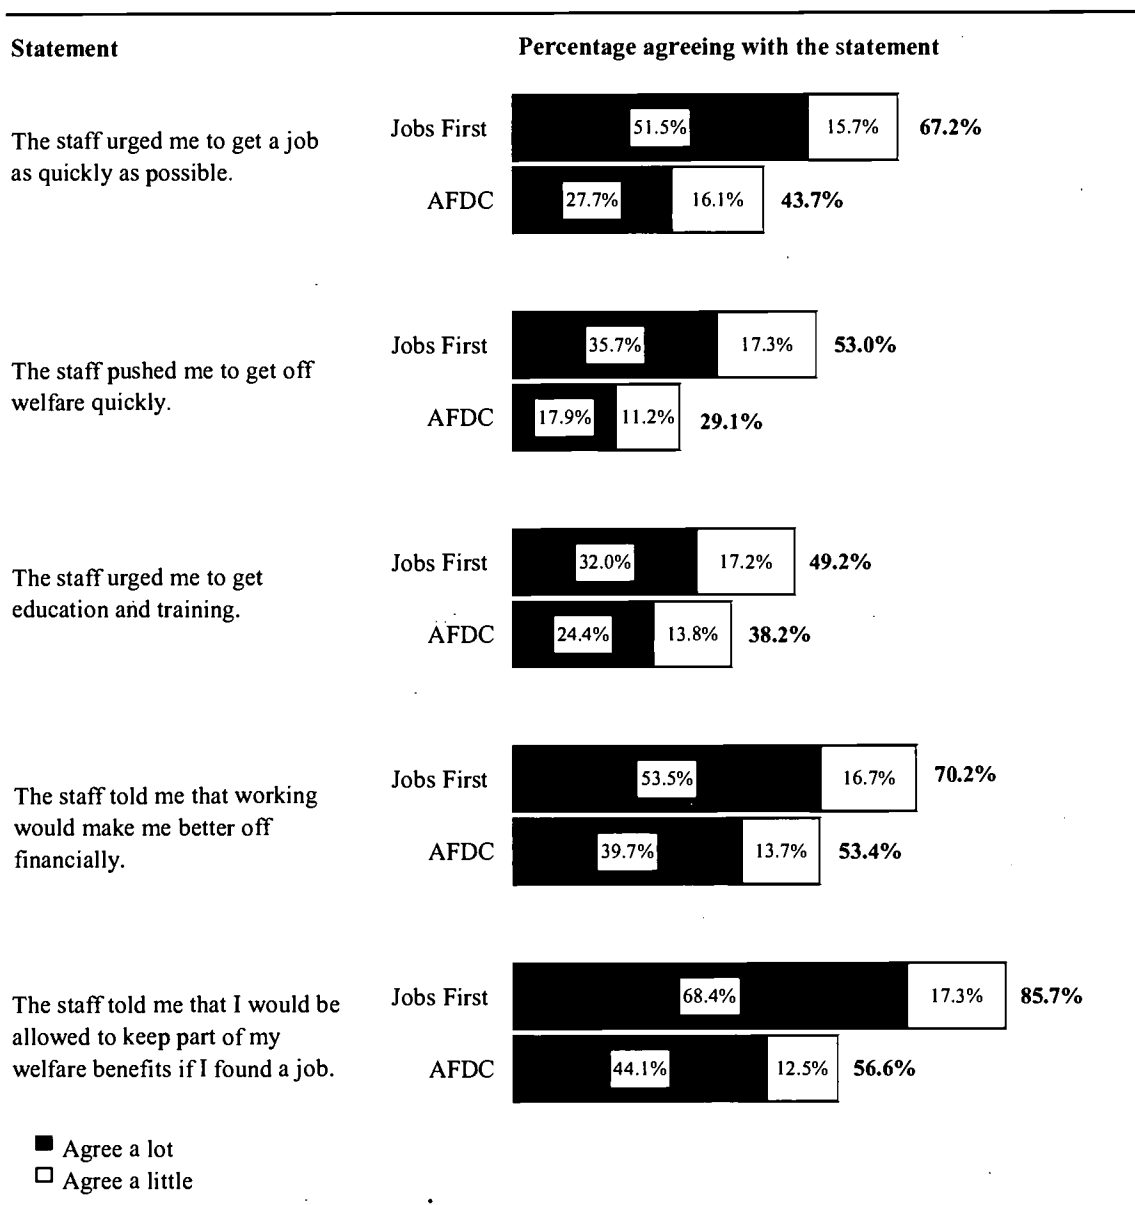 Statement
Percentage agreeing with the statement
The staff urged me to get a job
as quickly as possible.
Jobs First
51.5%
15.7%
67.2%
AFDC
27.7%
16.1%
43.7%
The staff pushed me to get off
welfare quickly.
Jobs First
35.7%
17.3%
53.0%
AFDC
17.9%
11.2%
29.1%
The staff urged me to get
education and training.
Jobs First
32.0%
17.2%
49.2%
AFDC
24.4%
13.8%
38.2%
The staff told me that working
would make me better off
financially.
Jobs First
53.5%
16.7%
70.2%
AFDC
39.7%
13.7%
53.4%
The staff told me that I would be
allowed to keep part of my
welfare benefits if I found a job.
Jobs First
68.4%
17.3%
85.7%
AFDC
44.1%
12.5%
56.6%
Agree a lot
Agree a little